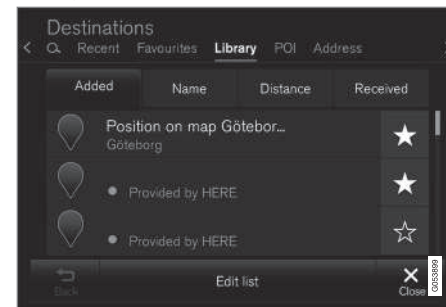 Destinations
Recent Favourites Library POI Address
Added Name Distance Received
Position on map Götebor...
Göteborg
Provided by HERE
Provided by HERE
Back Edit list Close
G053899